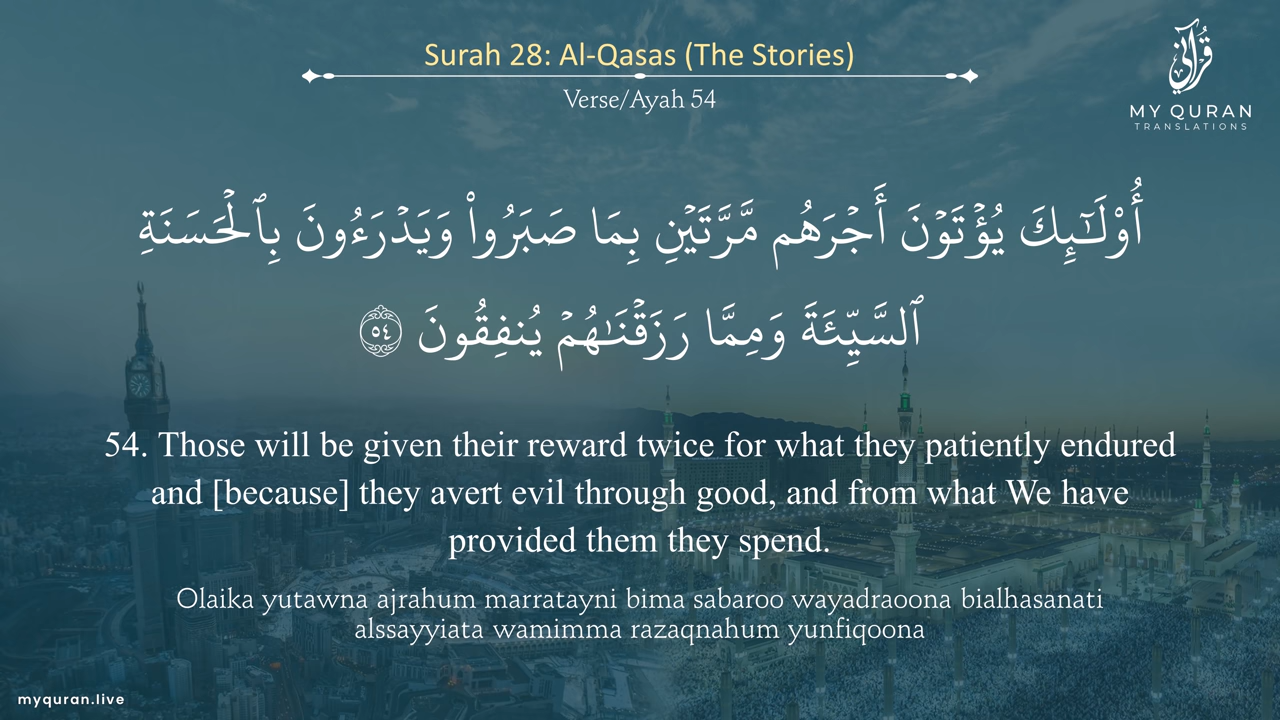 Surah 28: Al-Qasas (The Stories)
Verse/Ayah 54
قرآني
MY QURAN
TRANSLATIONS
أُوْلَـٰٓئِكَ يُؤۡتَوۡنَ أَجۡرَهُم مَّرَّتَيۡنِ بِمَا صَبَرُواْ وَيَدۡرَءُونَ بِٱلۡحَسَنَةِ
ٱلسَّيِّئَةَ وَمِمَّا رَزَقۡنَـٰهُمۡ يُنفِقُونَ ٥٤
54. Those will be given their reward twice for what they patiently endured
and [because] they avert evil through good, and from what We have
provided them they spend.
Olaika yutawna ajrahum marratayni bima sabaroo wayadraoona bialhasanati
alssayyiata wamimma razaqnahum yunfiqoona
myquran.live